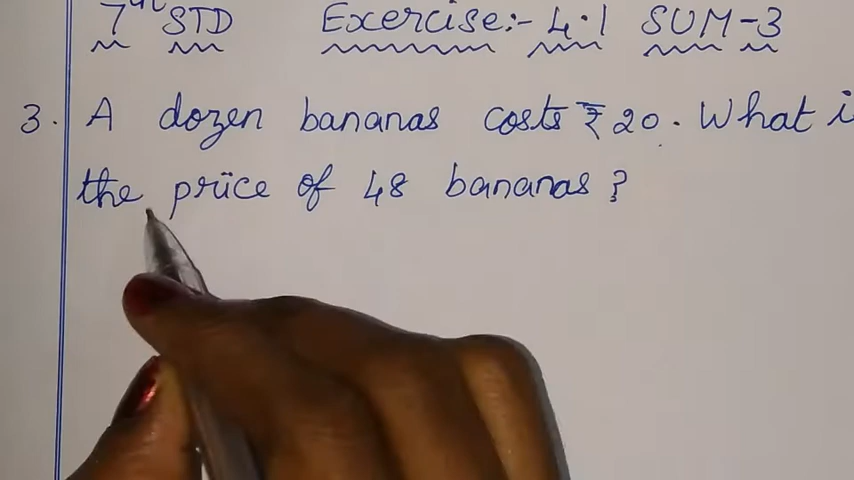 7th STD Exercise:- 4.1 SUM-3
3. A dozen bananas costs ₹20. What i
the price of 48 bananas?